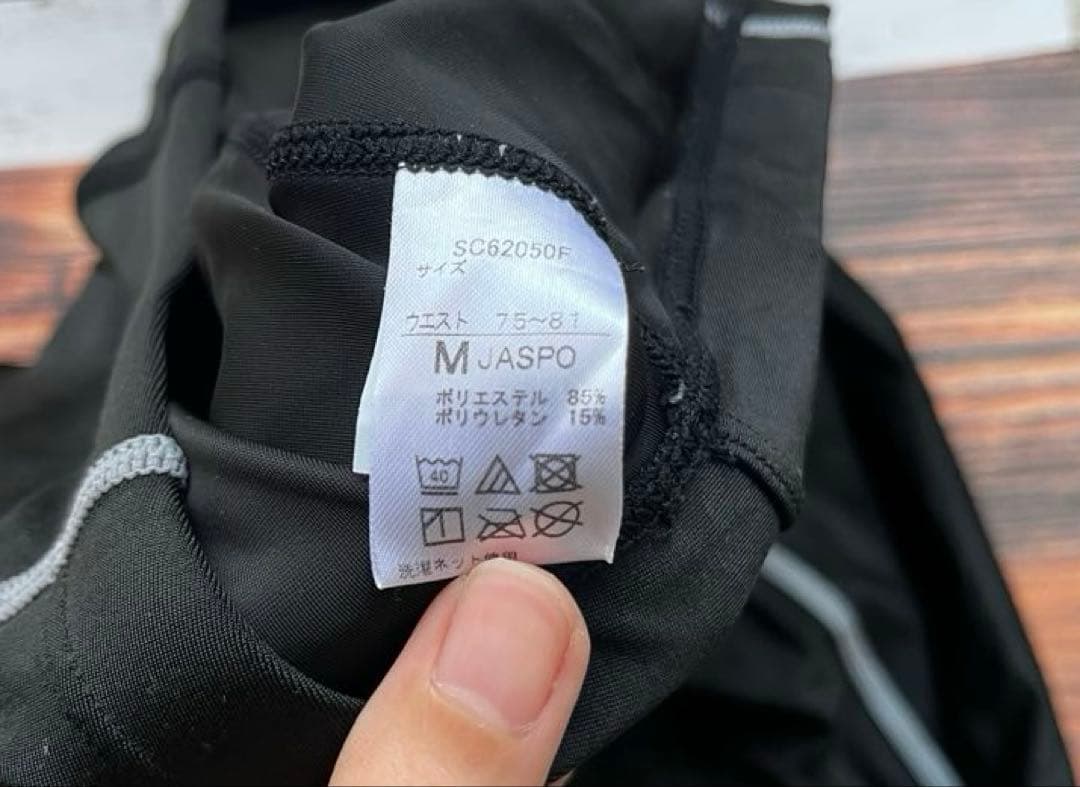 SC62050F
サイズ
ウエスト 75〜81
M JASPO
ポリエステル 85%
ポリウレタン 15%
40
洗濯ネット使用